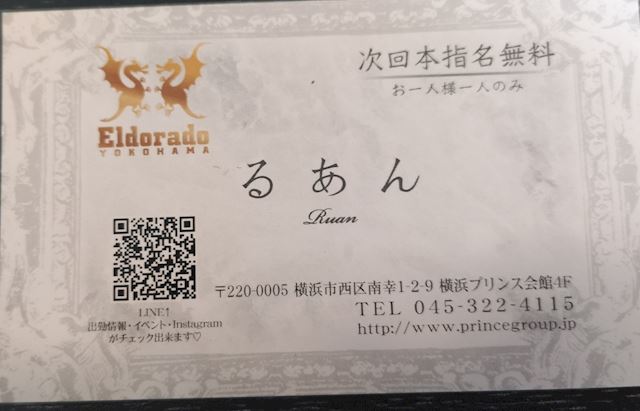 次回本指名無料
お一人様一人のみ
Eldorado
YOKOHAMA
るあん
Ruan
LINE↑
出勤情報・イベント・Instagram
がチェック出来ます♡
〒220-0005 横浜市西区南幸1-2-9 横浜プリンス会館4F
TEL 045-322-4115
http://www.princegroup.jp